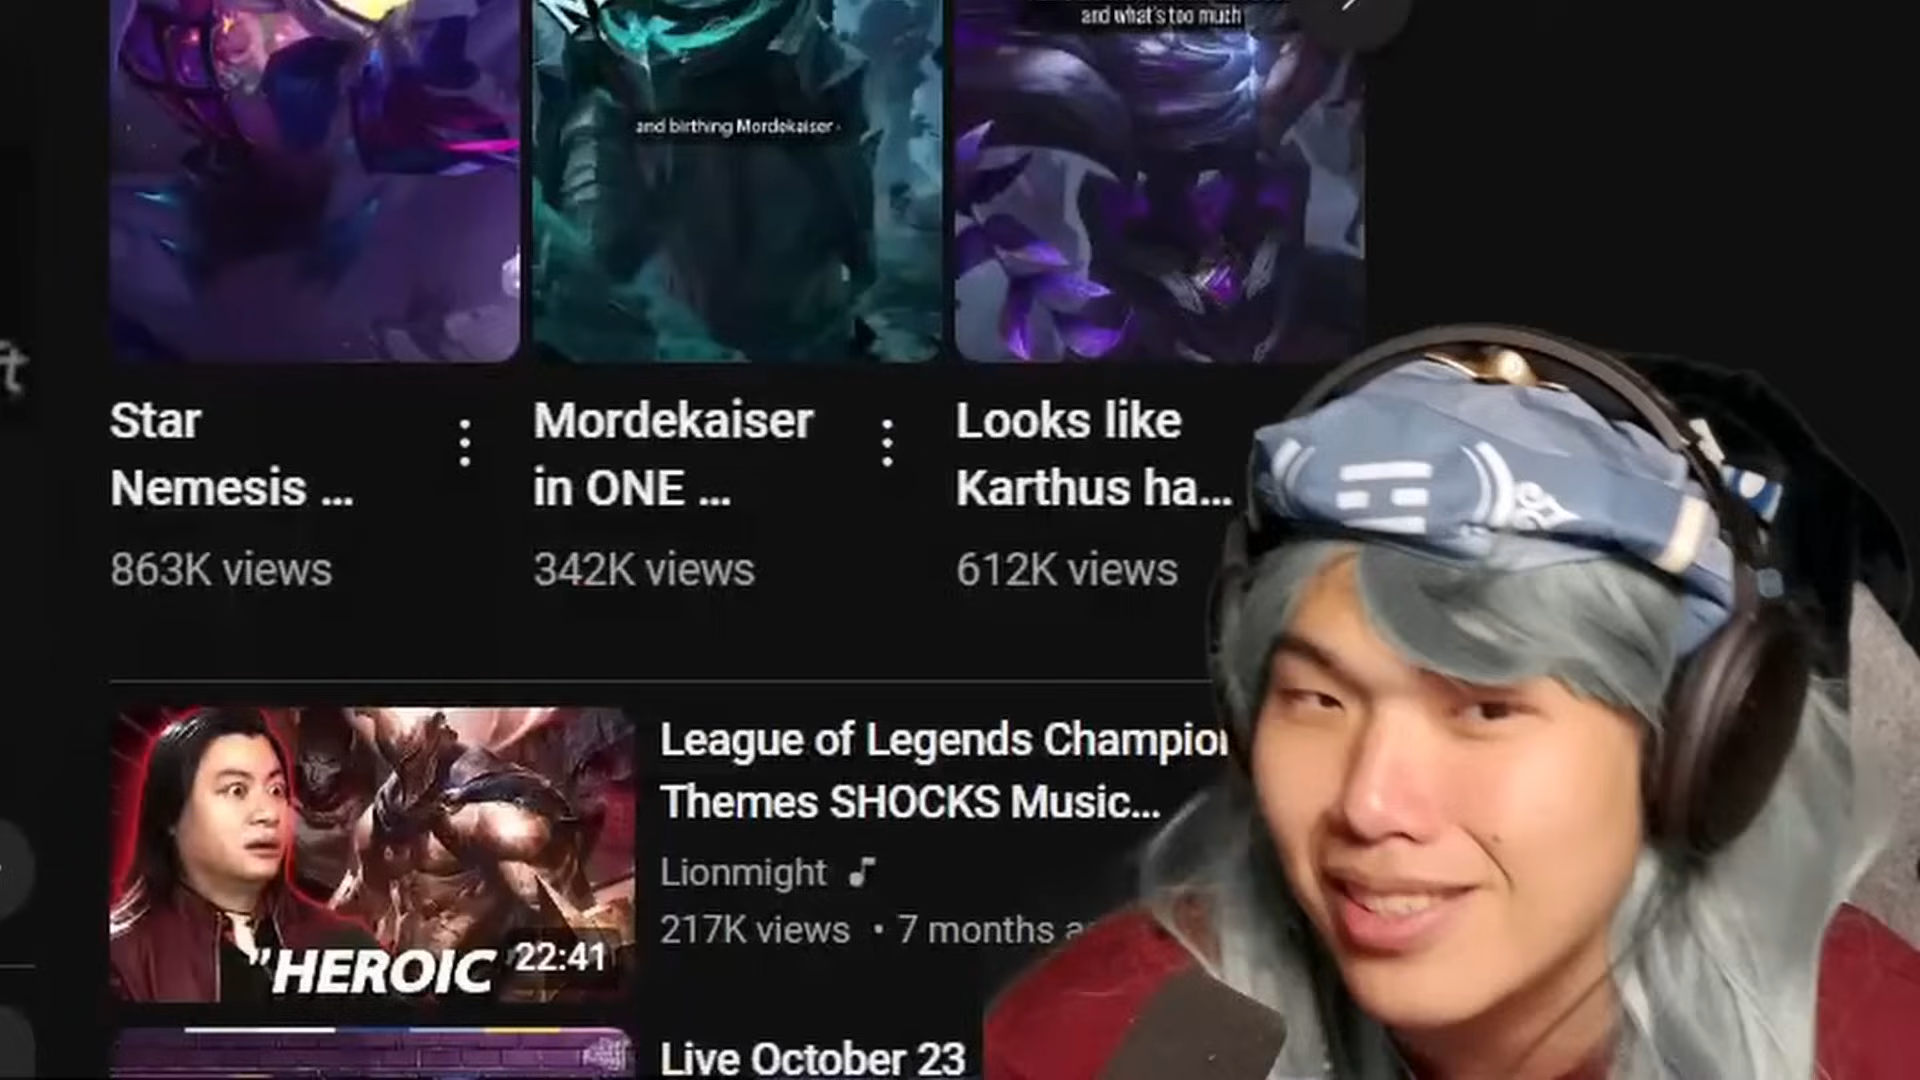 and what's too much
and birthing Mordekaiser
ft
Star
Nemesis ...
863K views
Mordekaiser
in ONE ...
342K views
Looks like
Karthus ha...
612K views
"HEROIC
22:41
League of Legends Champion
Themes SHOCKS Music...
Lionmight
217K views • 7 months a
Live October 23